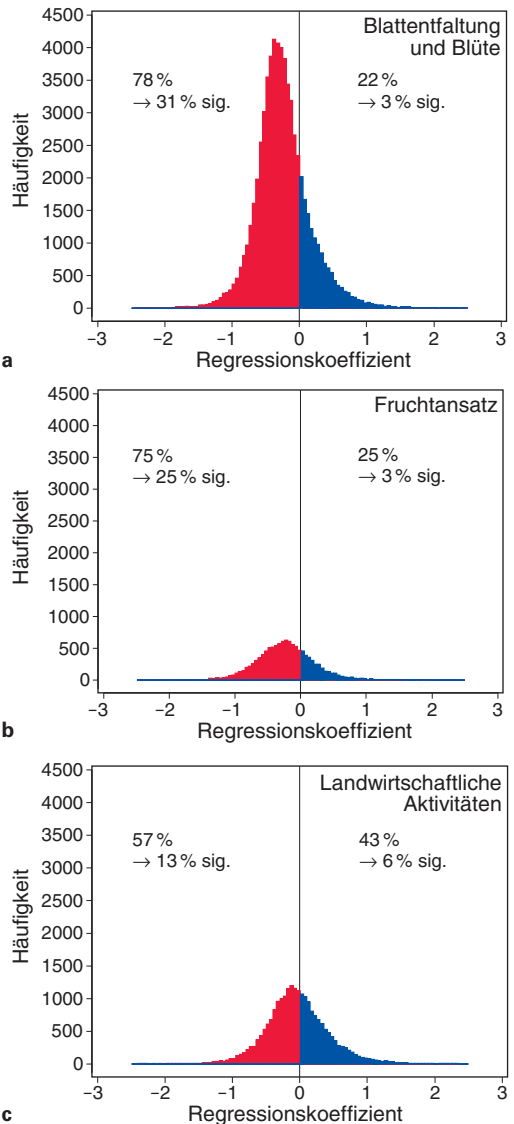 4500
4000
3500
3000
2500
2000
1500
1000
500
0
Häufigkeit
Blattentfaltung
und Blüte
78 %
→ 31 % sig.
22 %
→ 3 % sig.
−3 −2 −1 0 1 2 3
Regressionskoeffizient
a
4500
4000
3500
3000
2500
2000
1500
1000
500
0
Häufigkeit
Fruchtansatz
75 %
→ 25 % sig.
25 %
→ 3 % sig.
−3 −2 −1 0 1 2 3
Regressionskoeffizient
b
4500
4000
3500
3000
2500
2000
1500
1000
500
0
Häufigkeit
Landwirtschaftliche
Aktivitäten
57 %
→ 13 % sig.
43 %
→ 6 % sig.
−3 −2 −1 0 1 2 3
Regressionskoeffizient
c